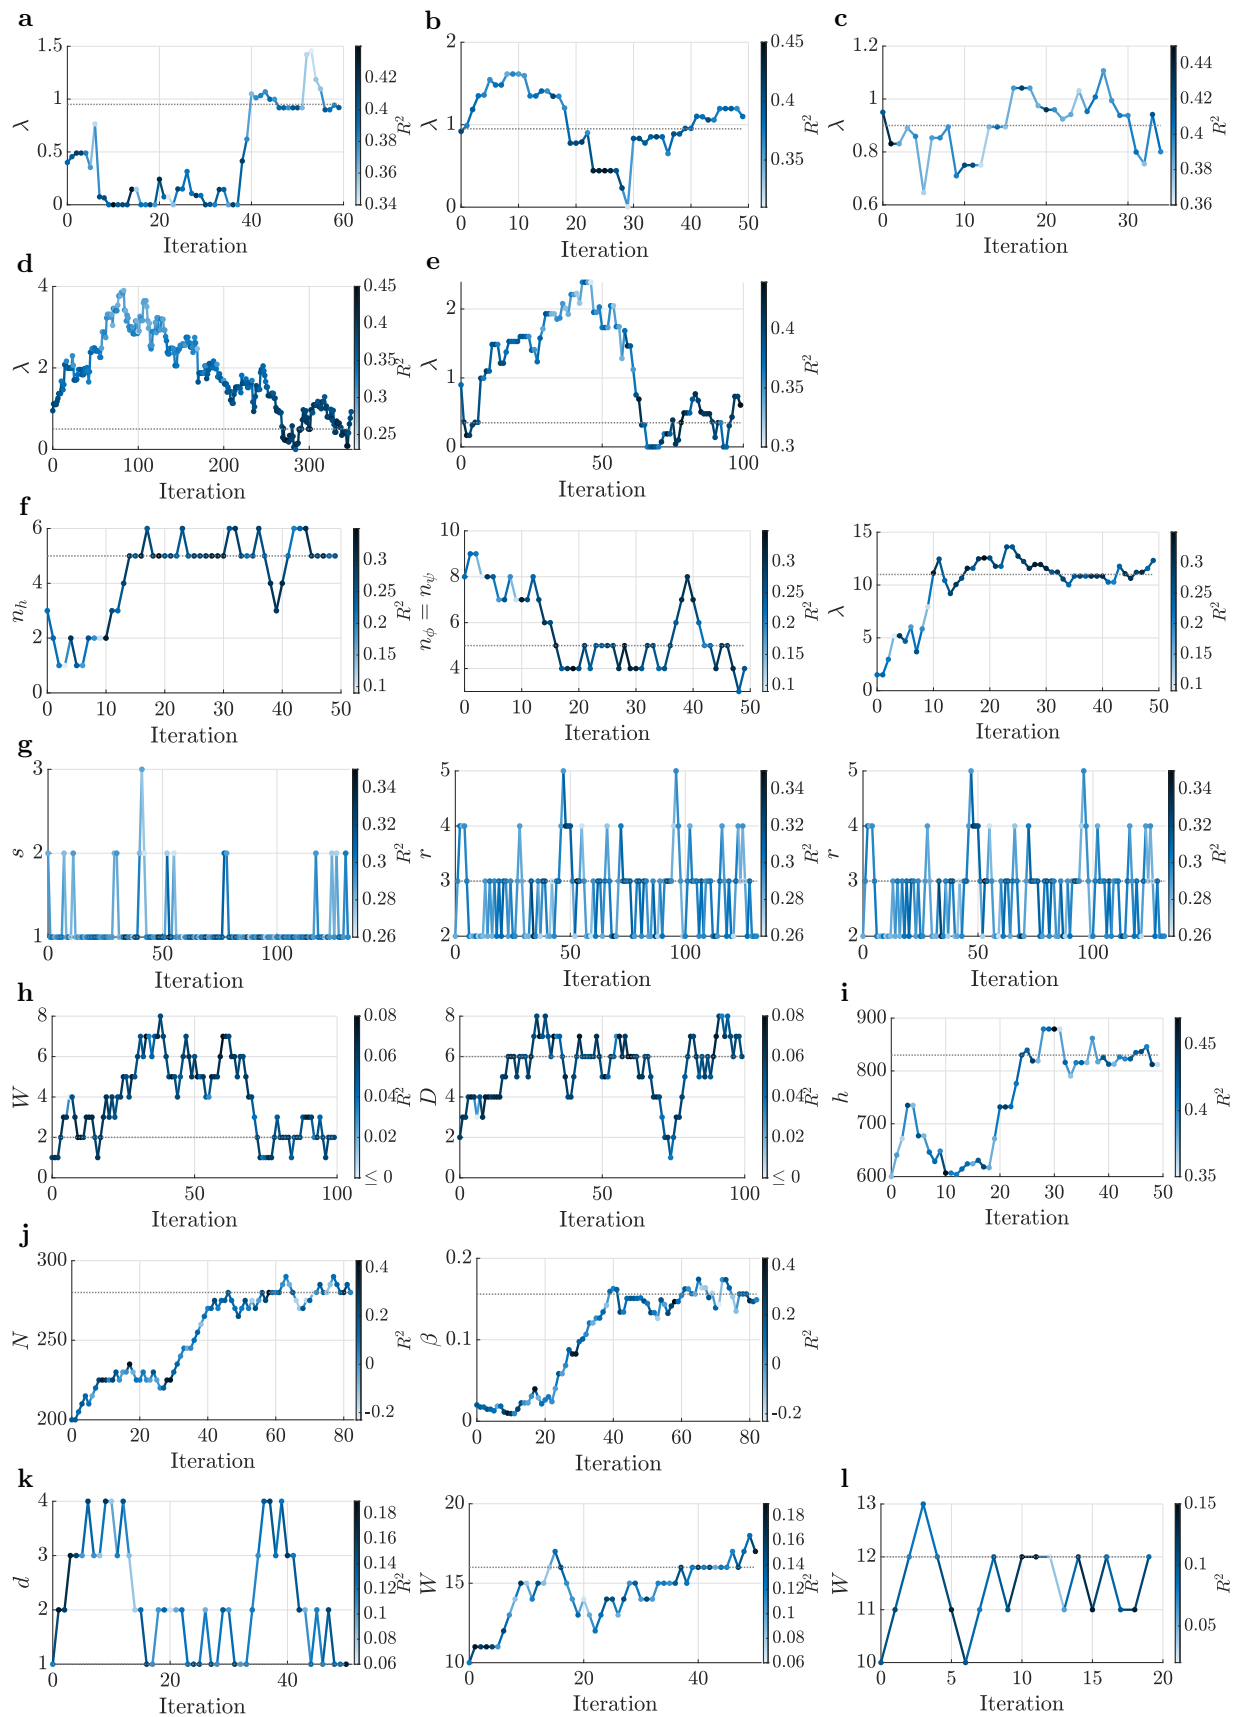 a
1.5
1
0.5
0
λ
0 20 40 60
Iteration
0.42
0.4
0.38
0.36
0.34
R²
b
2
1
0
λ
0 10 20 30 40 50
Iteration
0.45
0.4
0.35
R²
c
1.2
1
0.8
0.6
λ
0 10 20 30
Iteration
0.44
0.42
0.4
0.38
0.36
R²
d
4
2
0
λ
0 100 200 300
Iteration
0.45
0.4
0.35
0.3
0.25
R²
e
2
1
0
λ
0 50 100
Iteration
0.4
0.35
0.3
R²
f
6
4
2
0
n_h
0 10 20 30 40 50
Iteration
0.3
0.25
0.2
0.15
0.1
R²
10
8
6
4
n_ϕ = n_ψ
0 10 20 30 40 50
Iteration
0.3
0.25
0.2
0.15
0.1
R²
15
10
5
0
λ
0 10 20 30 40 50
Iteration
0.3
0.25
0.2
0.15
0.1
R²
g
3
2
1
s
0 50 100
Iteration
0.34
0.32
0.3
0.28
0.26
R²
5
4
3
2
r
0 50 100
Iteration
0.34
0.32
0.3
0.28
0.26
R²
5
4
3
2
r
0 50 100
Iteration
0.34
0.32
0.3
0.28
0.26
R²
h
8
6
4
2
0
W
0 50 100
Iteration
0.08
0.06
0.04
0.02
≤ 0
R²
8
6
4
2
0
D
0 50 100
Iteration
0.08
0.06
0.04
0.02
≤ 0
R²
i
900
800
700
600
h
0 10 20 30 40 50
Iteration
0.45
0.4
0.35
R²
j
300
250
200
N
0 20 40 60 80
Iteration
0.4
0.2
0
-0.2
R²
0.2
0.1
0
β
0 20 40 60 80
Iteration
0.4
0.2
0
-0.2
R²
k
4
3
2
1
d
0 20 40
Iteration
0.18
0.16
0.14
0.12
0.1
0.08
0.06
R²
20
15
10
W
0 20 40
Iteration
0.18
0.16
0.14
0.12
0.1
0.08
0.06
R²
l
13
12
11
10
W
0 5 10 15 20
Iteration
0.15
0.1
0.05
R²